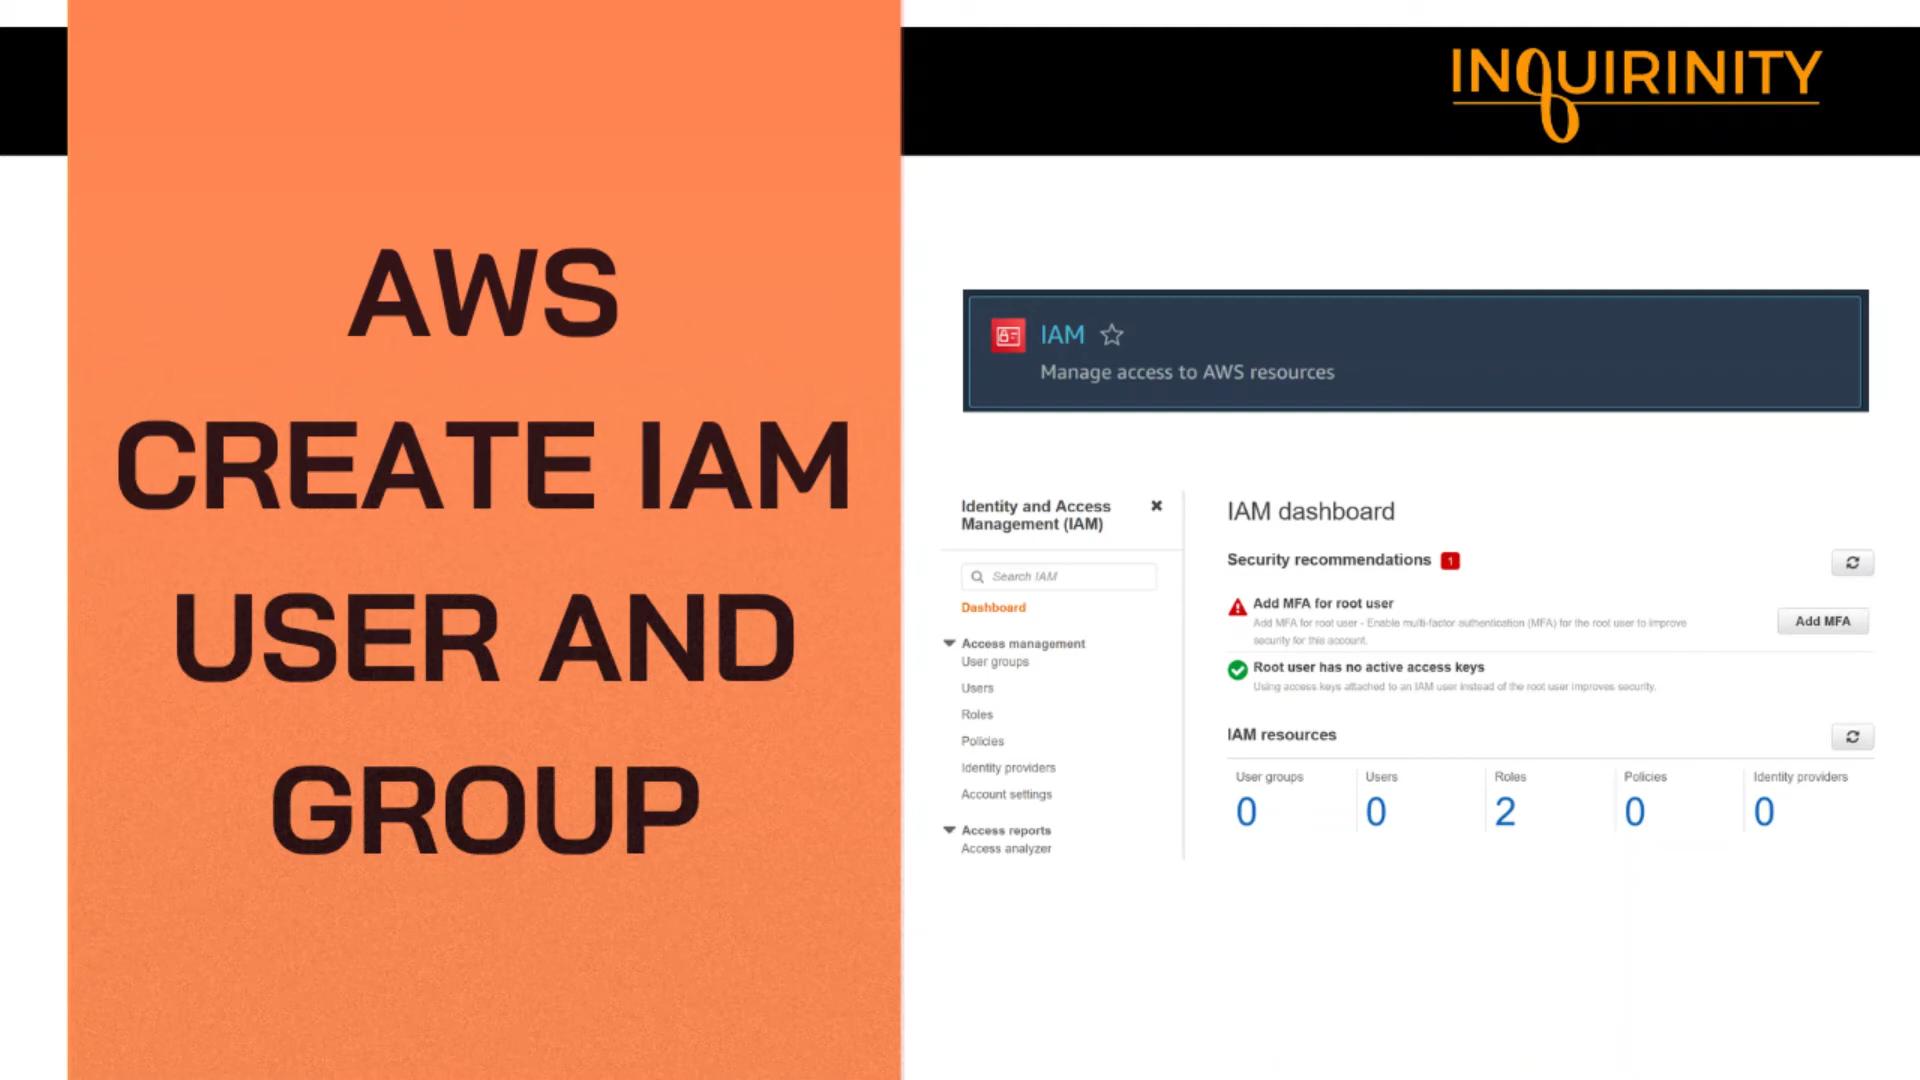 INQUIRINITY
AWS
CREATE IAM
USER AND
GROUP
IAM
Manage access to AWS resources
Identity and Access
Management (IAM)
Search IAM
Dashboard
Access management
User groups
Users
Roles
Policies
Identity providers
Account settings
Access reports
Access analyzer
IAM dashboard
Security recommendations 1
Add MFA for root user
Add MFA for root user - Enable multi-factor authentication (MFA) for the root user to improve
security for this account.
Add MFA
Root user has no active access keys
Using access keys attached to an IAM user instead of the root user improves security.
IAM resources
User groups Users Roles Policies Identity providers
0 0 2 0 0